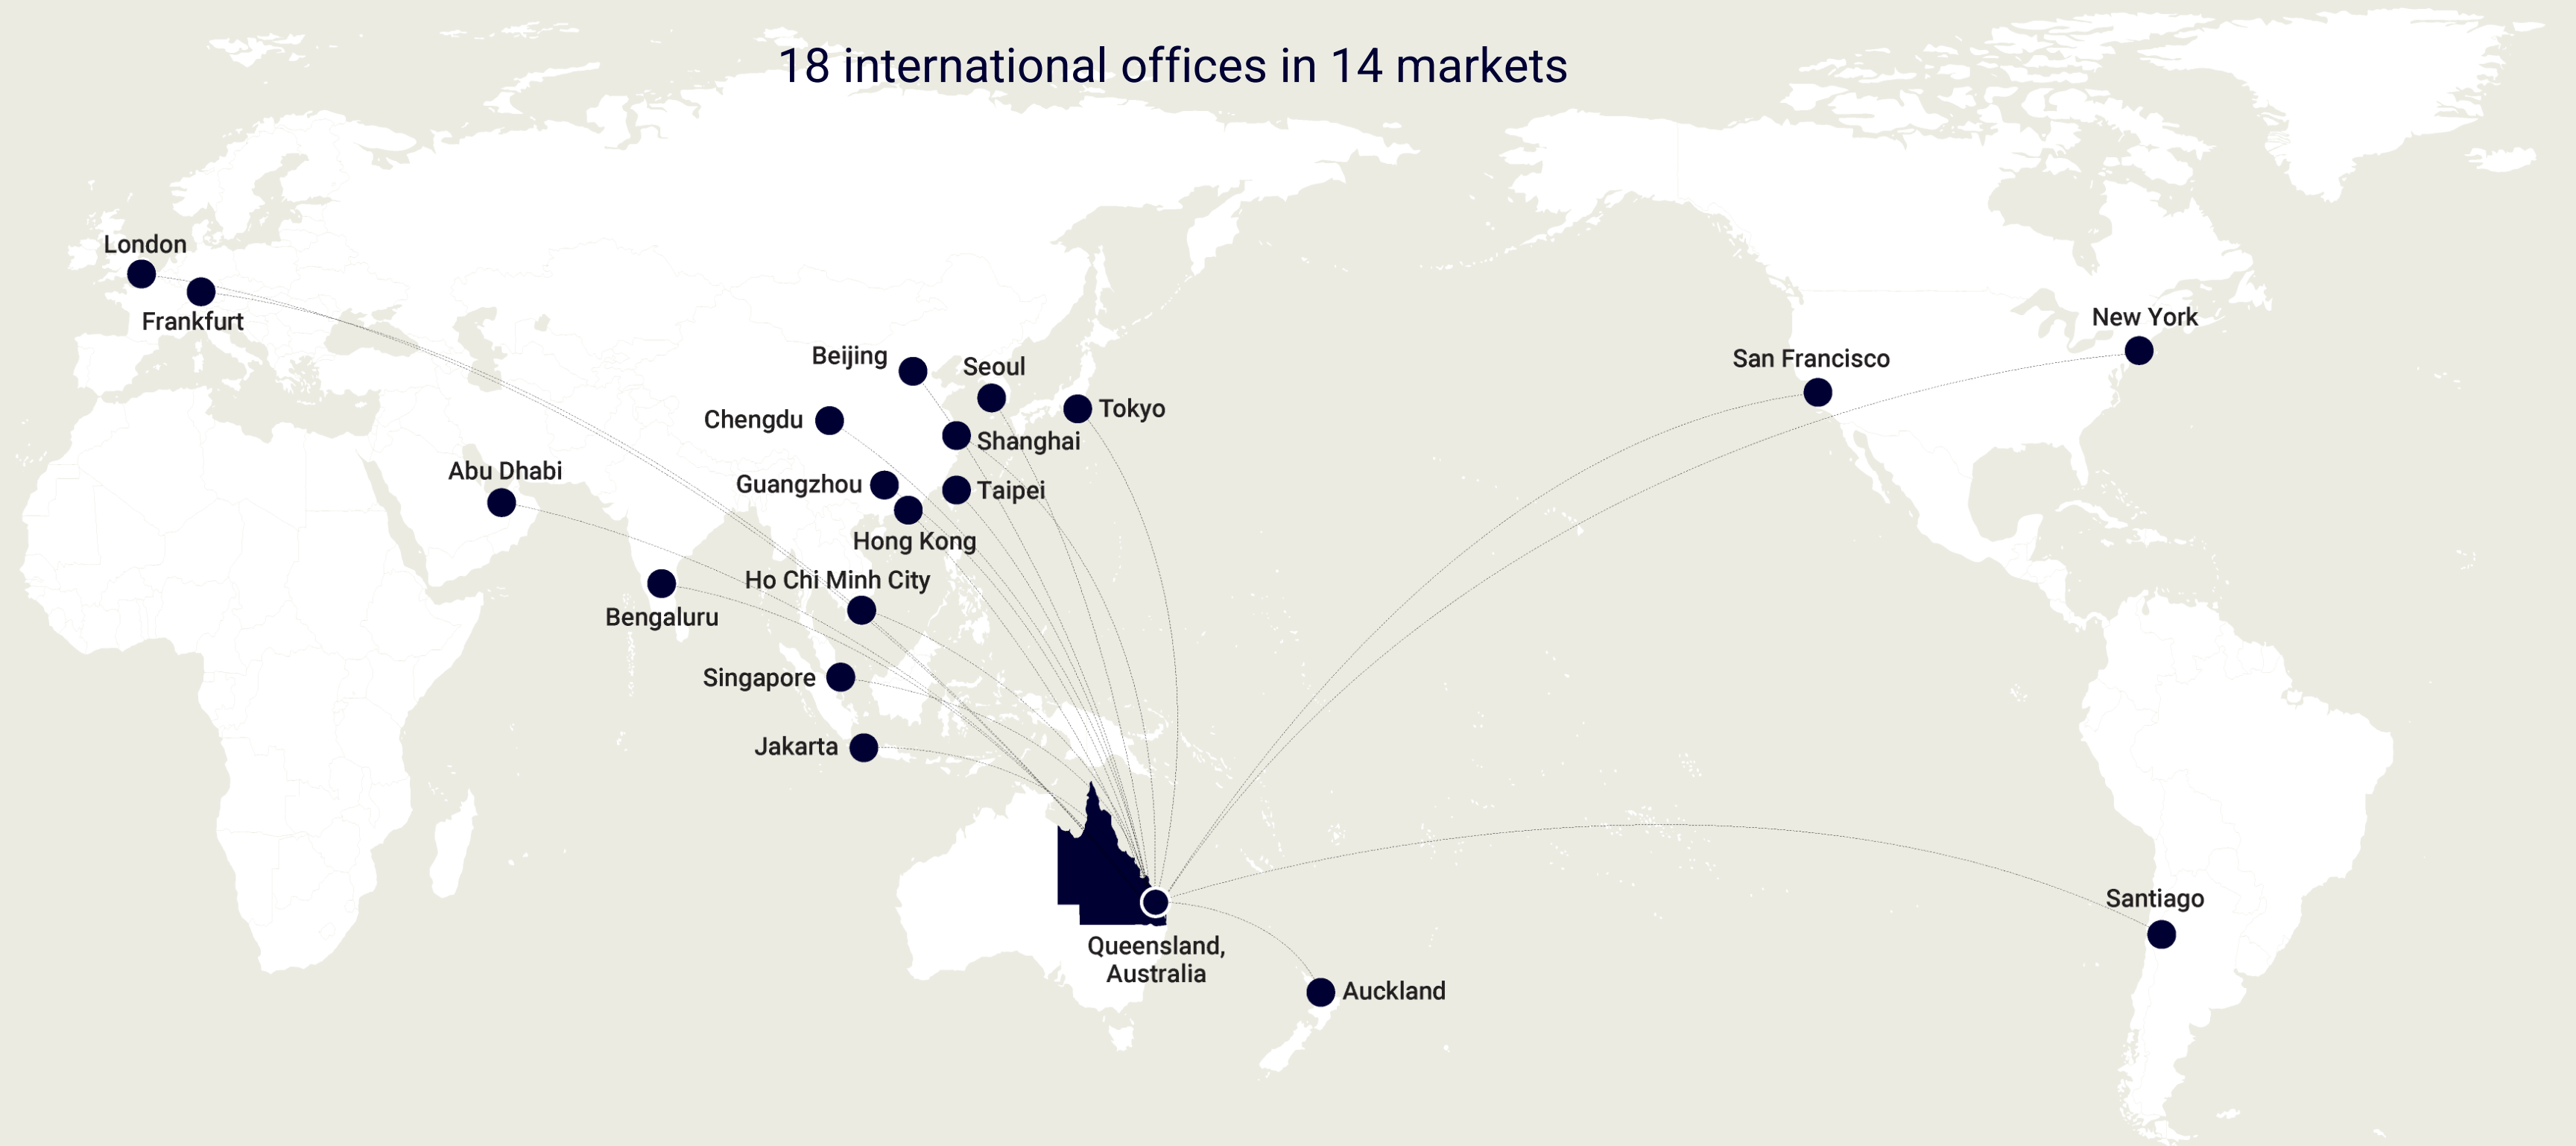 18 international offices in 14 markets
London
Frankfurt
New York
Beijing
Seoul
San Francisco
Chengdu
Tokyo
Shanghai
Abu Dhabi
Guangzhou
Taipei
Hong Kong
Ho Chi Minh City
Bengaluru
Singapore
Jakarta
Santiago
Queensland,
Australia
Auckland